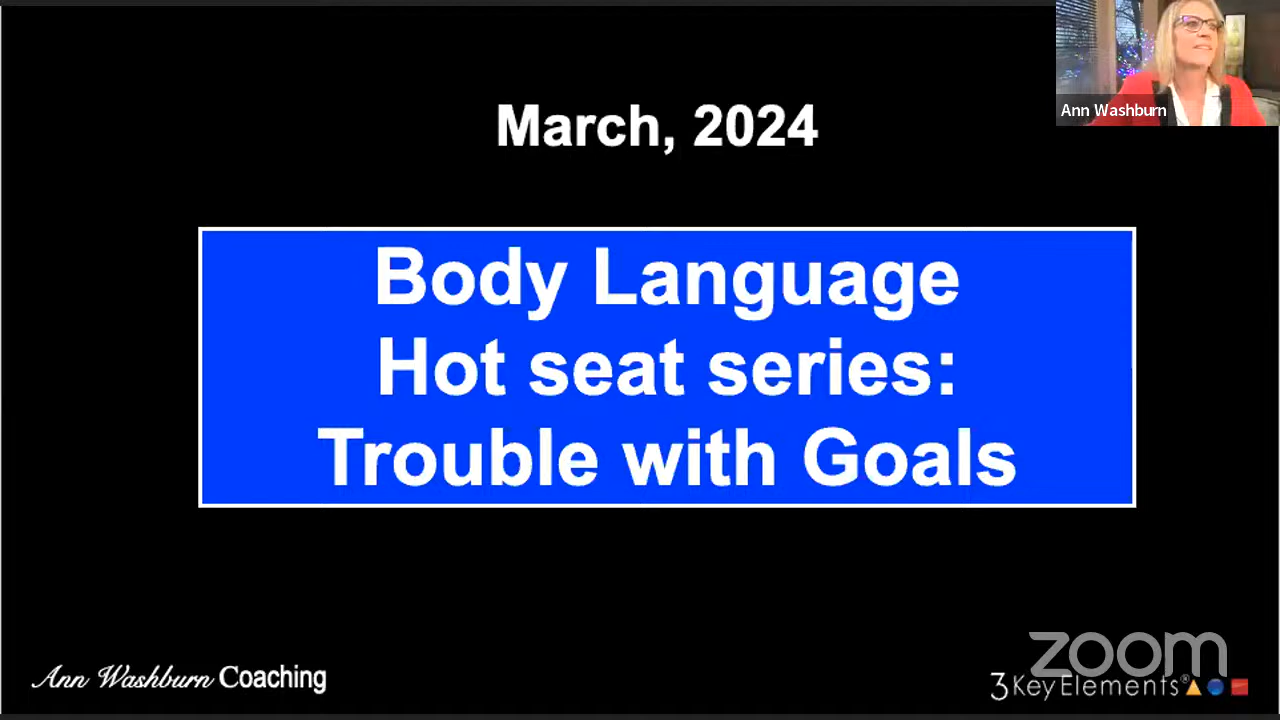 March, 2024
Ann Washburn
Body Language
Hot seat series:
Trouble with Goals
Ann Washburn Coaching
zoom
3 Key Elements®